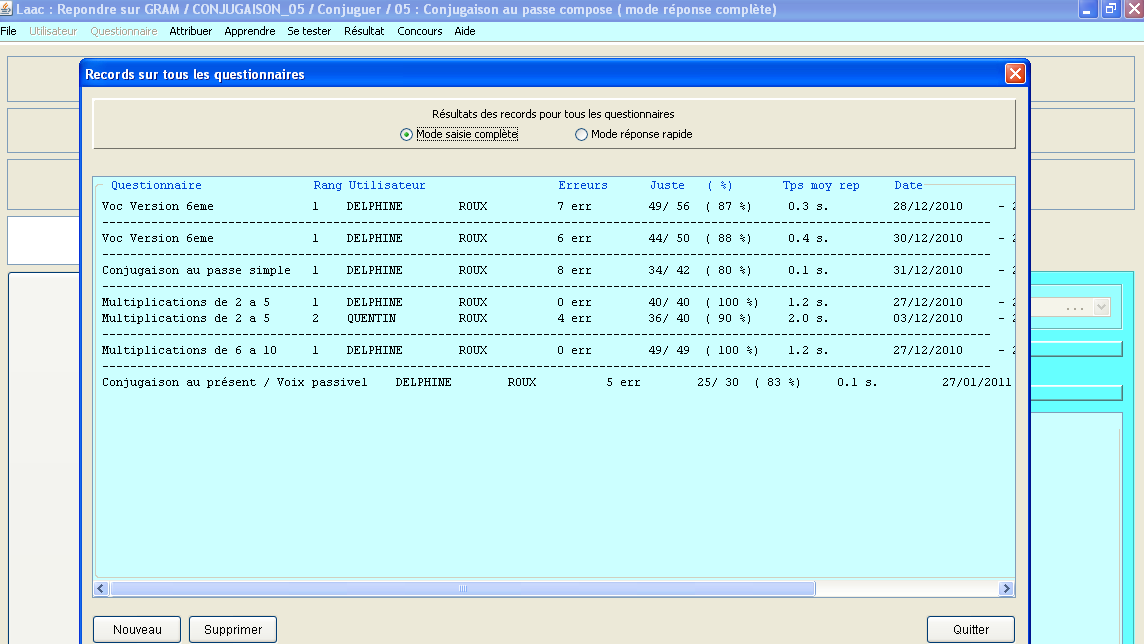 Laac : Repondre sur GRAM / CONJUGAISON_05 / Conjuguer / 05 : Conjugaison au passe compose ( mode réponse complète)
File Utilisateur Questionnaire Attribuer Apprendre Se tester Résultat Concours Aide
Records sur tous les questionnaires
Résultats des records pour tous les questionnaires
Mode saisie complète Mode réponse rapide
Questionnaire Rang Utilisateur Erreurs Juste ( %) Tps moy rep Date
Voc Version 6eme 1 DELPHINE ROUX 7 err 49/ 56 ( 87 %) 0.3 s. 28/12/2010 -
Voc Version 6eme 1 DELPHINE ROUX 6 err 44/ 50 ( 88 %) 0.4 s. 30/12/2010 -
Conjugaison au passe simple 1 DELPHINE ROUX 8 err 34/ 42 ( 80 %) 0.1 s. 31/12/2010 -
Multiplications de 2 a 5 1 DELPHINE ROUX 0 err 40/ 40 ( 100 %) 1.2 s. 27/12/2010 -
Multiplications de 2 a 5 2 QUENTIN ROUX 4 err 36/ 40 ( 90 %) 2.0 s. 03/12/2010 -
...
Multiplications de 6 a 10 1 DELPHINE ROUX 0 err 49/ 49 ( 100 %) 1.2 s. 27/12/2010 -
Conjugaison au présent / Voix passivel DELPHINE ROUX 5 err 25/ 30 ( 83 %) 0.1 s. 27/01/2011
Nouveau Supprimer Quitter